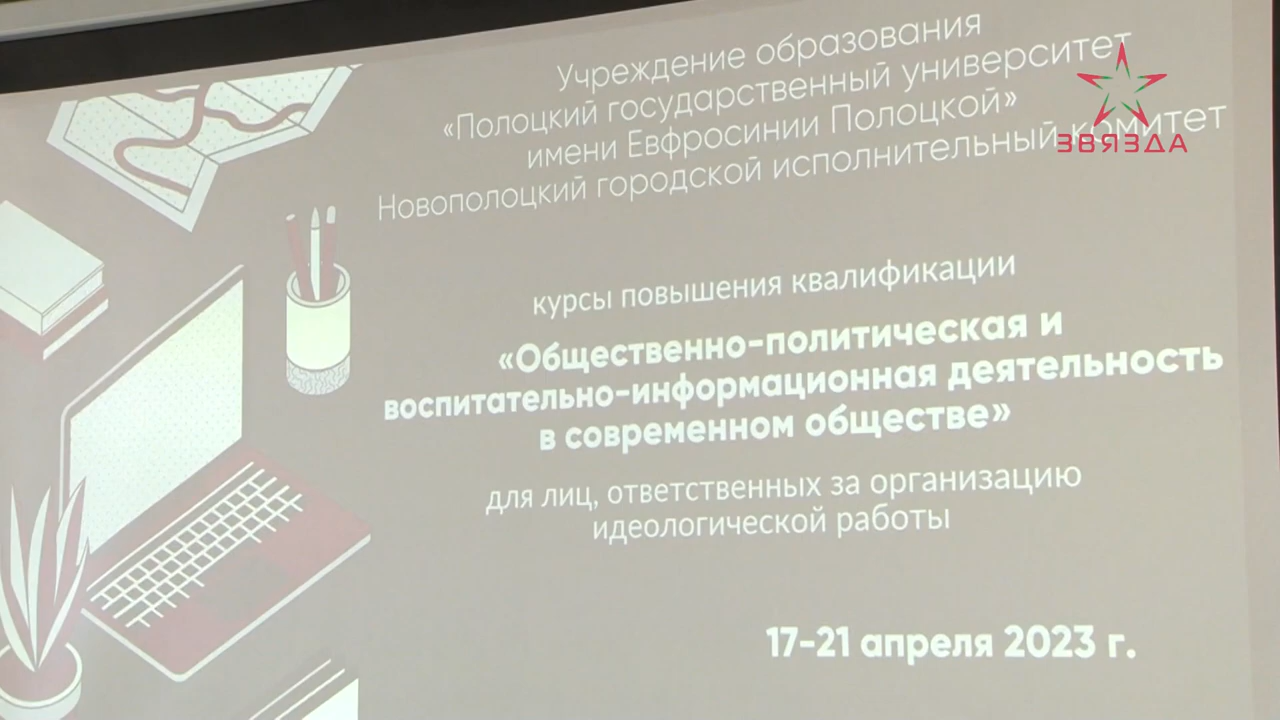 Учреждение образования
«Полоцкий государственный университет
имени Евфросинии Полоцкой»
Новополоцкий городской исполнительный комитет
ЗВЯЗДА
курсы повышения квалификации
«Общественно-политическая и
воспитательно-информационная деятельность
в современном обществе»
для лиц, ответственных за организацию
идеологической работы
17-21 апреля 2023 г.